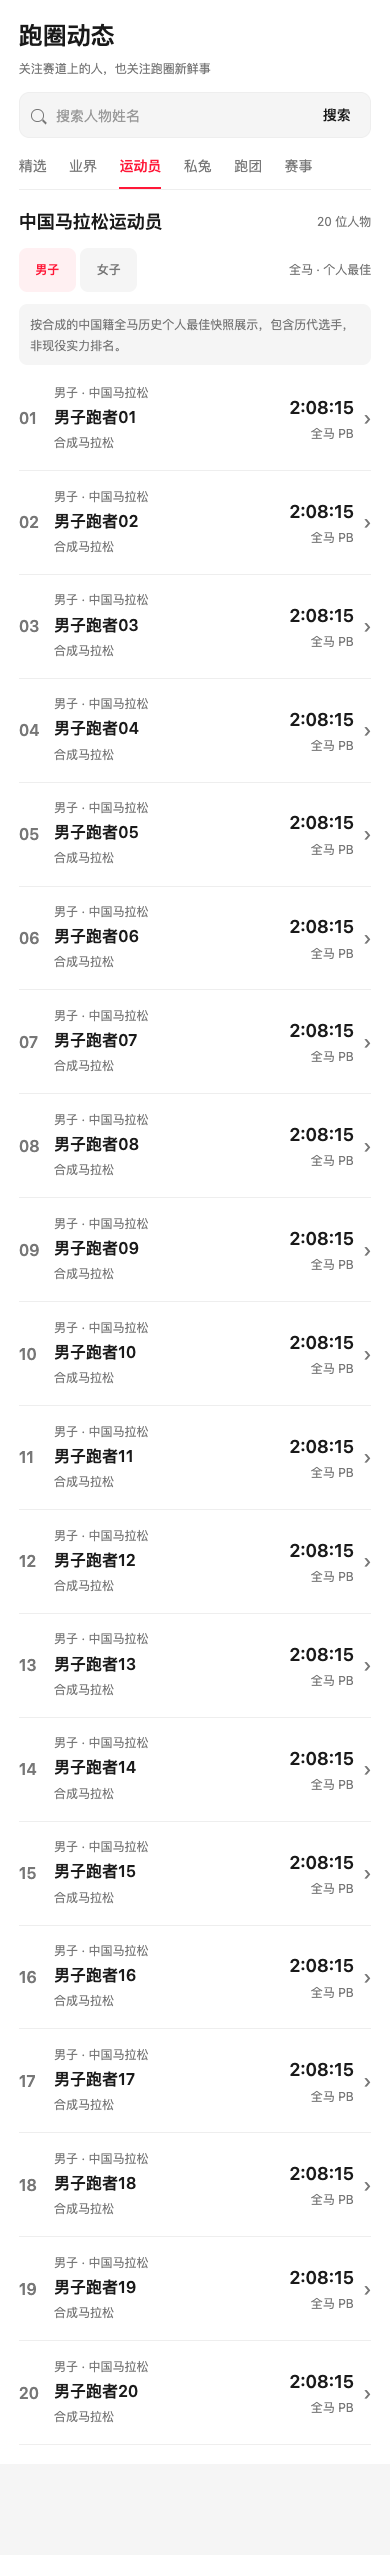 跑圈动态
关注赛道上的人，也关注跑圈新鲜事
搜索人物姓名 搜索
精选 业界 运动员 私兔 跑团 赛事
中国马拉松运动员 20 位人物
男子 女子 全马 · 个人最佳
按合成的中国籍全马历史个人最佳快照展示，包含历代选手，
非现役实力排名。
男子 · 中国马拉松
01 男子跑者01 2:08:15 ›
合成马拉松 全马 PB
男子 · 中国马拉松
02 男子跑者02 2:08:15 ›
合成马拉松 全马 PB
男子 · 中国马拉松
03 男子跑者03 2:08:15 ›
合成马拉松 全马 PB
男子 · 中国马拉松
04 男子跑者04 2:08:15 ›
合成马拉松 全马 PB
男子 · 中国马拉松
05 男子跑者05 2:08:15 ›
合成马拉松 全马 PB
男子 · 中国马拉松
06 男子跑者06 2:08:15 ›
合成马拉松 全马 PB
男子 · 中国马拉松
07 男子跑者07 2:08:15 ›
合成马拉松 全马 PB
男子 · 中国马拉松
08 男子跑者08 2:08:15 ›
合成马拉松 全马 PB
男子 · 中国马拉松
09 男子跑者09 2:08:15 ›
合成马拉松 全马 PB
男子 · 中国马拉松
10 男子跑者10 2:08:15 ›
合成马拉松 全马 PB
男子 · 中国马拉松
11 男子跑者11 2:08:15 ›
合成马拉松 全马 PB
男子 · 中国马拉松
12 男子跑者12 2:08:15 ›
合成马拉松 全马 PB
男子 · 中国马拉松
13 男子跑者13 2:08:15 ›
合成马拉松 全马 PB
男子 · 中国马拉松
14 男子跑者14 2:08:15 ›
合成马拉松 全马 PB
男子 · 中国马拉松
15 男子跑者15 2:08:15 ›
合成马拉松 全马 PB
男子 · 中国马拉松
16 男子跑者16 2:08:15 ›
合成马拉松 全马 PB
男子 · 中国马拉松
17 男子跑者17 2:08:15 ›
合成马拉松 全马 PB
男子 · 中国马拉松
18 男子跑者18 2:08:15 ›
合成马拉松 全马 PB
男子 · 中国马拉松
19 男子跑者19 2:08:15 ›
合成马拉松 全马 PB
男子 · 中国马拉松
20 男子跑者20 2:08:15 ›
合成马拉松 全马 PB